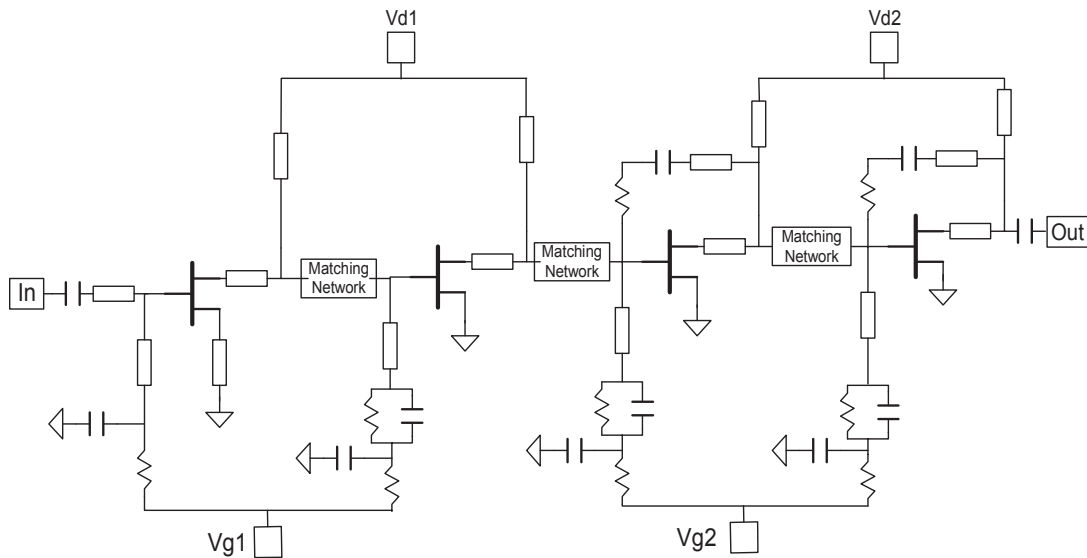 Vd1
Vd2
In
Matching
Network
Matching
Network
Matching
Network
Out
Vg1
Vg2